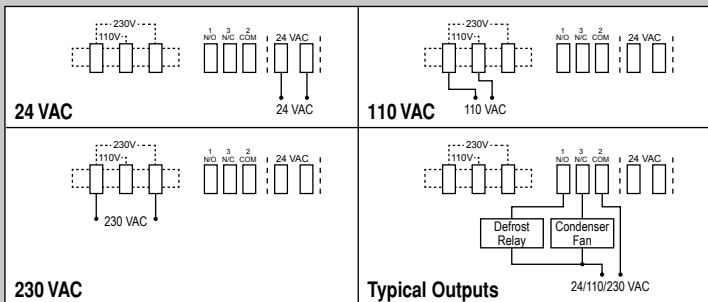 230V
110V
1 3 2
N/O N/C COM
24 VAC
24 VAC
24 VAC
230V
110V
1 3 2
N/O N/C COM
24 VAC
110 VAC
110 VAC
230V
110V
1 3 2
N/O N/C COM
24 VAC
230 VAC
230 VAC
230V
110V
1 3 2
N/O N/C COM
24 VAC
Defrost
Relay
Condenser
Fan
24/110/230 VAC
Typical Outputs